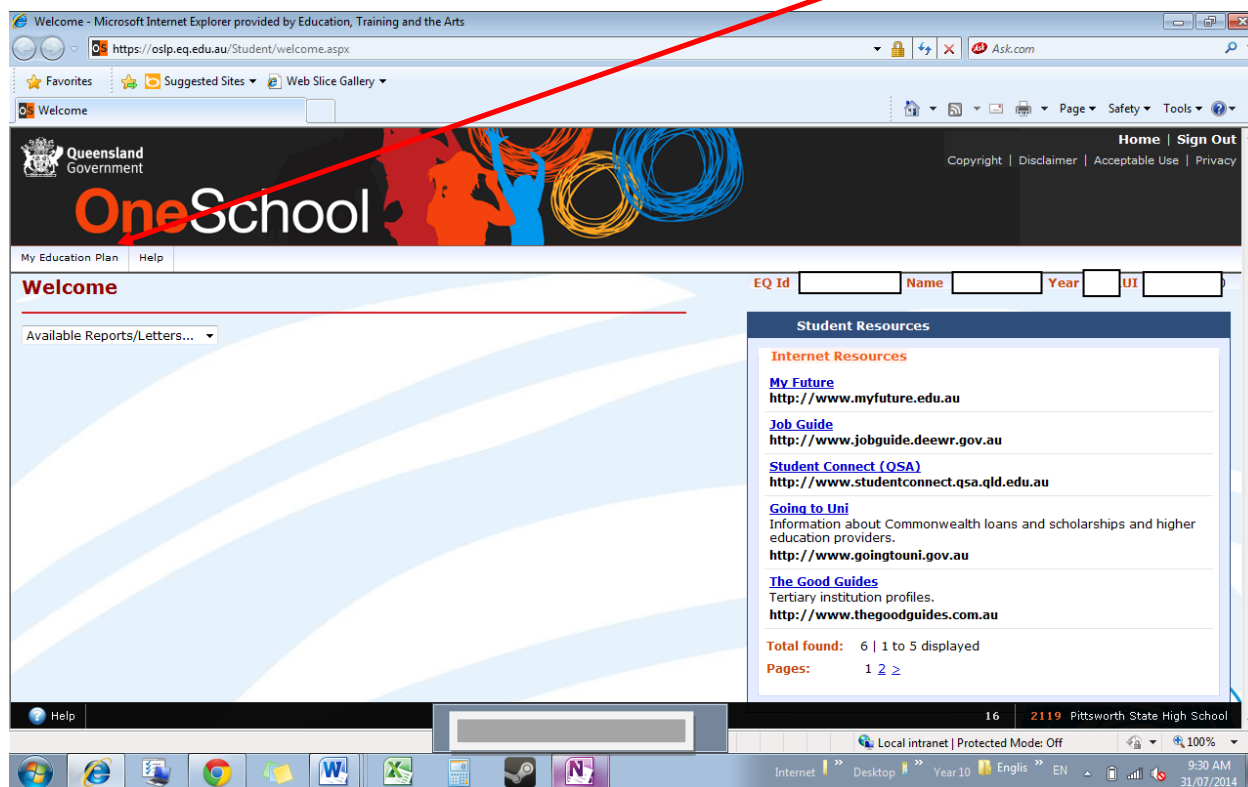 Welcome - Microsoft Internet Explorer provided by Education, Training and the Arts
OS https://oslp.eq.edu.au/Student/welcome.aspx
Ask.com
Favorites Suggested Sites Web Slice Gallery
OS Welcome
Page Safety Tools
Queensland
Government
Home | Sign Out
Copyright | Disclaimer | Acceptable Use | Privacy
OneSchool
My Education Plan Help
Welcome
EQ Id Name Year UI
Available Reports/Letters...
Student Resources
Internet Resources
My Future
http://www.myfuture.edu.au
Job Guide
http://www.jobguide.deewr.gov.au
Student Connect (QSA)
http://www.studentconnect.qsa.qld.edu.au
Going to Uni
Information about Commonwealth loans and scholarships and higher
education providers.
http://www.goingtouni.gov.au
The Good Guides
Tertiary institution profiles.
http://www.thegoodguides.com.au
Total found: 6 | 1 to 5 displayed
Pages: 1 2 >
Help
16 2119 Pittsworth State High School
Local intranet | Protected Mode: Off 100%
Internet » Desktop » Year 10 Englis » EN
9:30 AM
31/07/2014